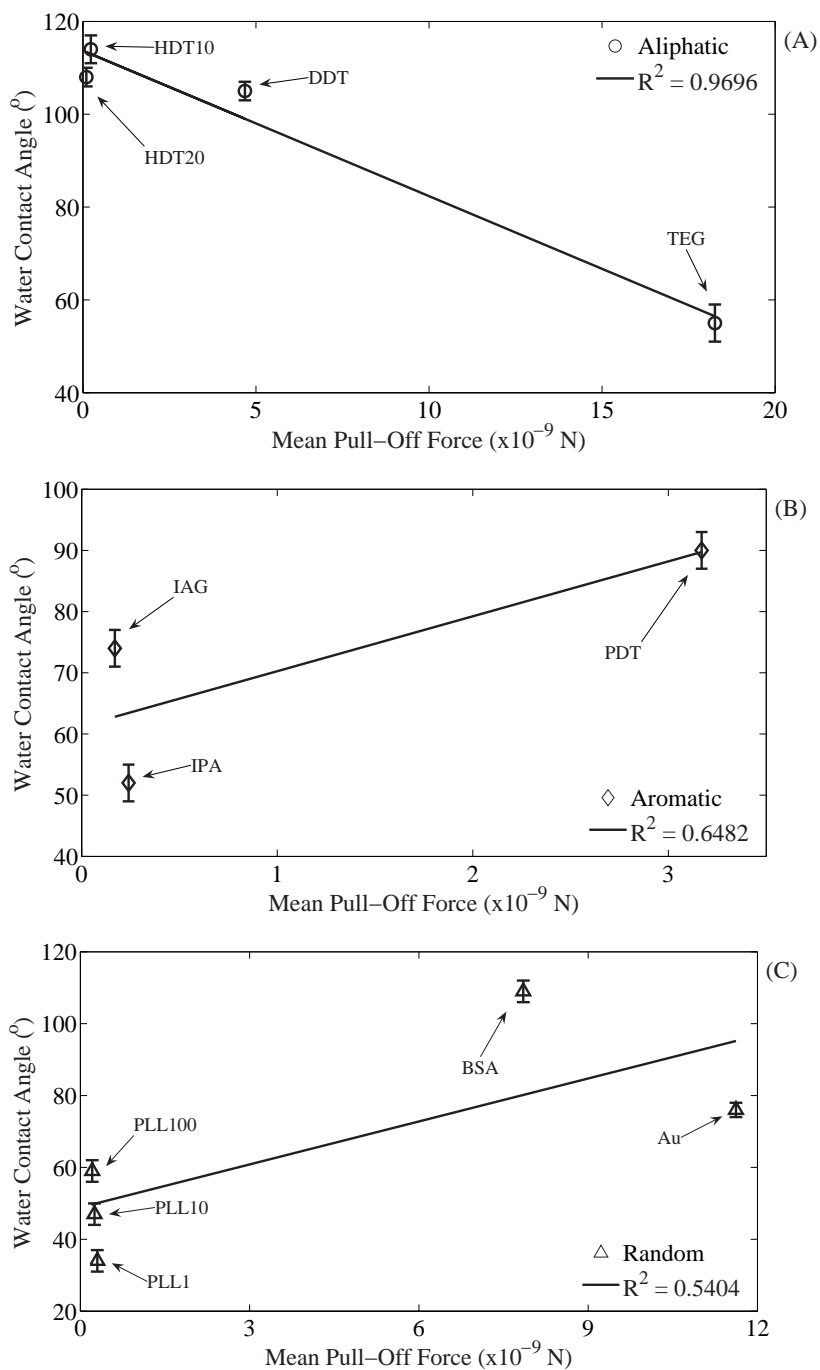 (A)
Water Contact Angle (º)
120
100
80
60
40
HDT10
HDT20
DDT
TEG
Aliphatic
R² = 0.9696
0 5 10 15 20
Mean Pull−Off Force (x10⁻⁹ N)
(B)
Water Contact Angle (º)
100
90
80
70
60
50
40
IAG
PDT
IPA
Aromatic
R² = 0.6482
0 1 2 3
Mean Pull−Off Force (x10⁻⁹ N)
(C)
Water Contact Angle (º)
120
100
80
60
40
20
BSA
PLL100
Au
PLL10
PLL1
Random
R² = 0.5404
0 3 6 9 12
Mean Pull−Off Force (x10⁻⁹ N)